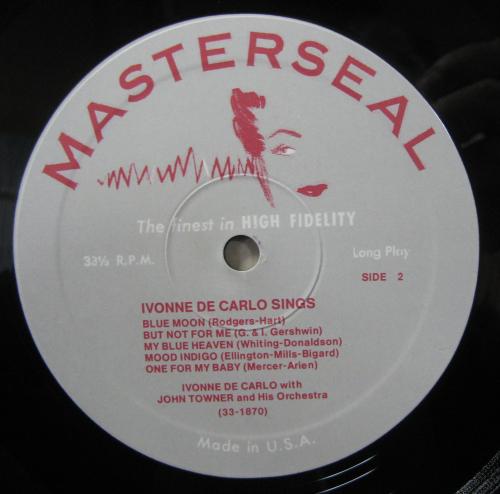 MASTERSEAL
The finest in HIGH FIDELITY
33⅓ R.P.M.
Long Play
SIDE 2
IVONNE DE CARLO SINGS
BLUE MOON (Rodgers-Hart)
BUT NOT FOR ME (G. & I. Gershwin)
MY BLUE HEAVEN (Whiting-Donaldson)
MOOD INDIGO (Ellington-Mills-Bigard)
ONE FOR MY BABY (Mercer-Arien)
IVONNE DE CARLO with
JOHN TOWNER and His Orchestra
(33-1870)
Made in U.S.A.